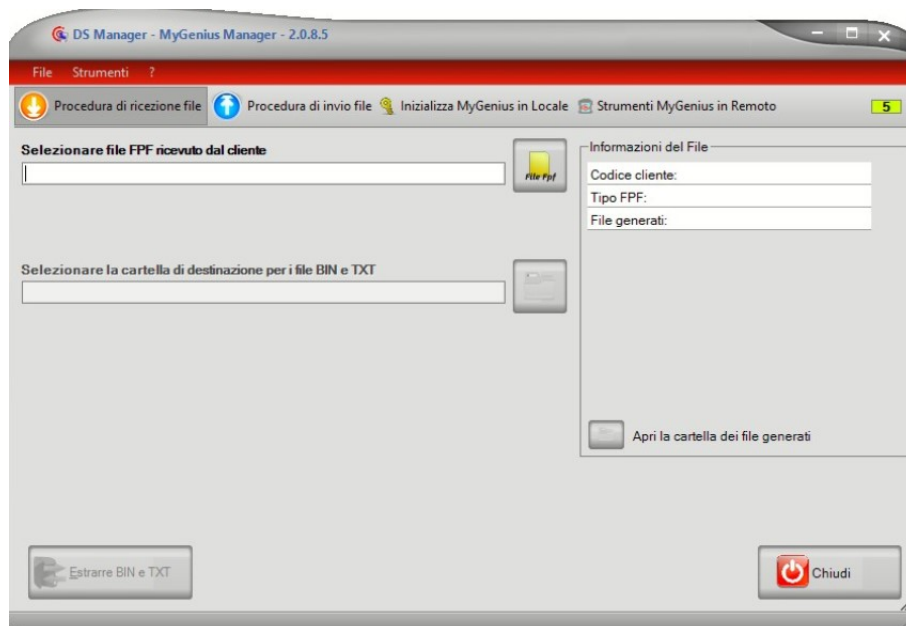 DS Manager - MyGenius Manager - 2.0.8.5
File Strumenti ?
Procedura di ricezione file Procedura di invio file Inizializza MyGenius in Locale Strumenti MyGenius in Remoto 5
Selezionare file FPF ricevuto dal cliente
File Fpf
Informazioni del File
Codice cliente:
Tipo FPF:
File generati:
Selezionare la cartella di destinazione per i file BIN e TXT
Apri la cartella dei file generati
Estrarre BIN e TXT
Chiudi